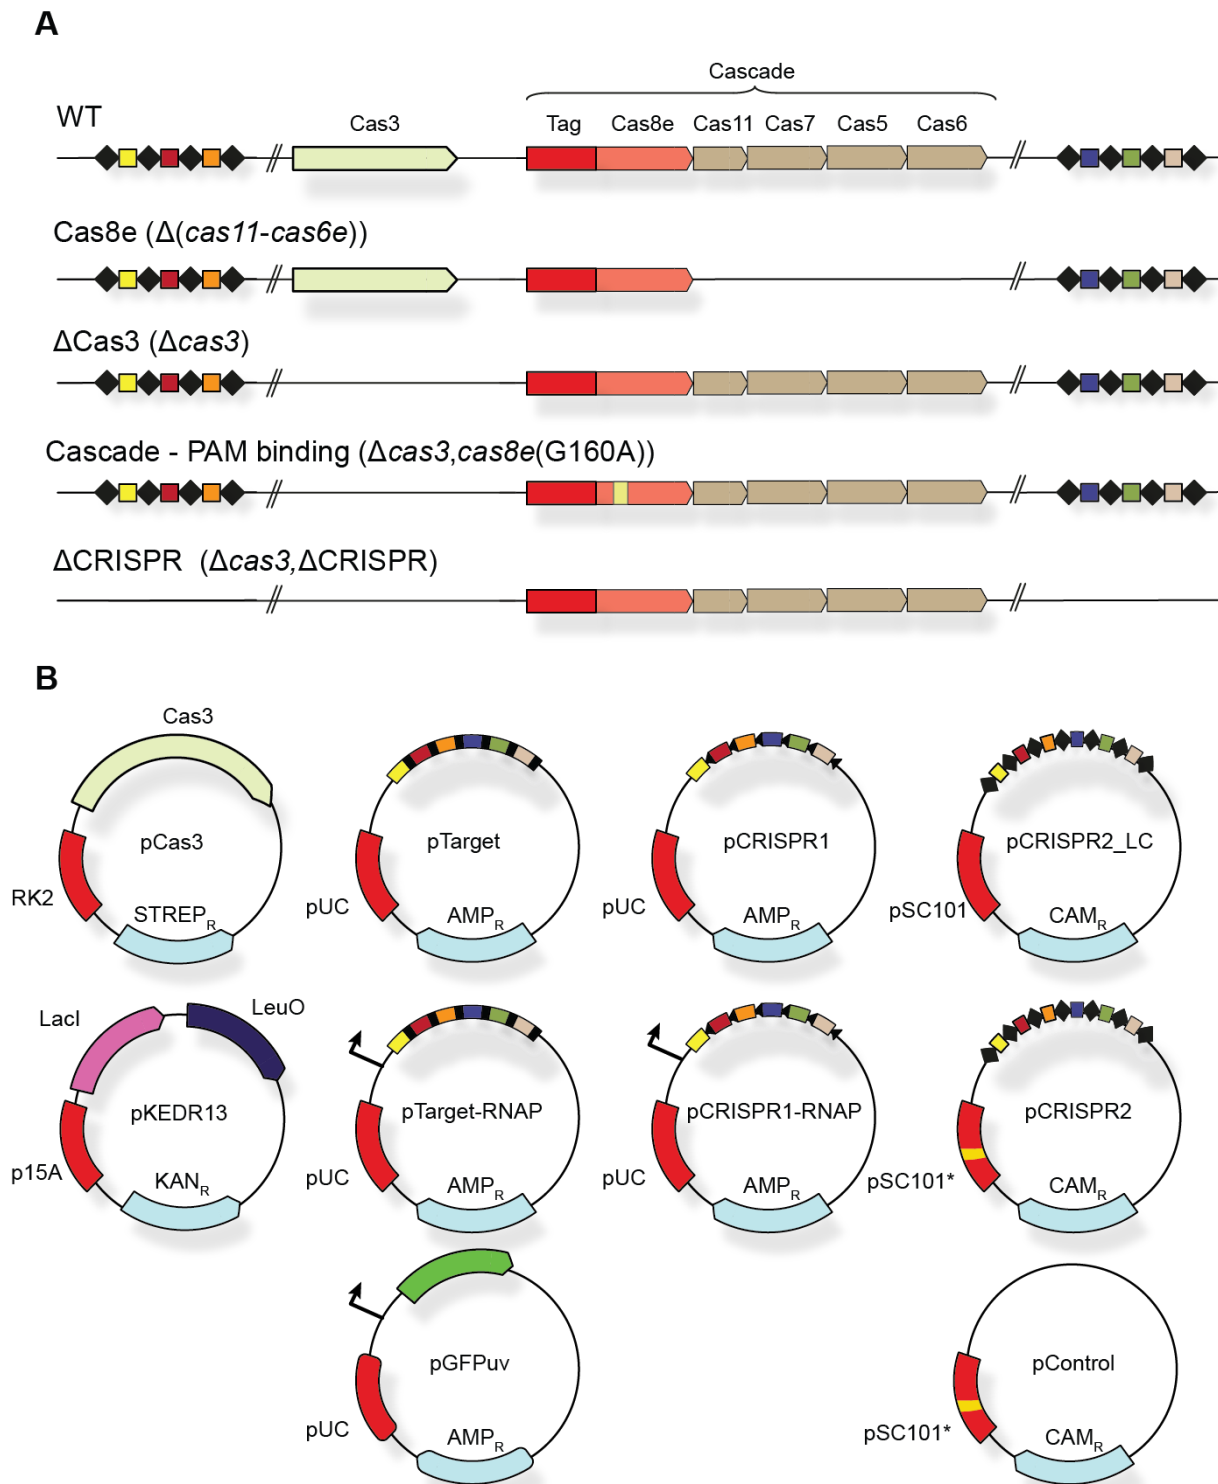 A
Cascade
WT
Cas3
Tag Cas8e Cas11 Cas7 Cas5 Cas6
Cas8e (Δ(cas11-cas6e))
ΔCas3 (Δcas3)
Cascade - PAM binding (Δcas3,cas8e(G160A))
ΔCRISPR (Δcas3,ΔCRISPR)
B
Cas3
pCas3
RK2
STREPR
pTarget
pUC
AMPR
pCRISPR1
pUC
AMPR
pCRISPR2_LC
pSC101
CAMR
LacI
LeuO
pKEDR13
p15A
KANR
pTarget-RNAP
pUC
AMPR
pCRISPR1-RNAP
pUC
AMPR
pCRISPR2
pSC101*
CAMR
pGFPuv
pUC
AMPR
pControl
pSC101*
CAMR